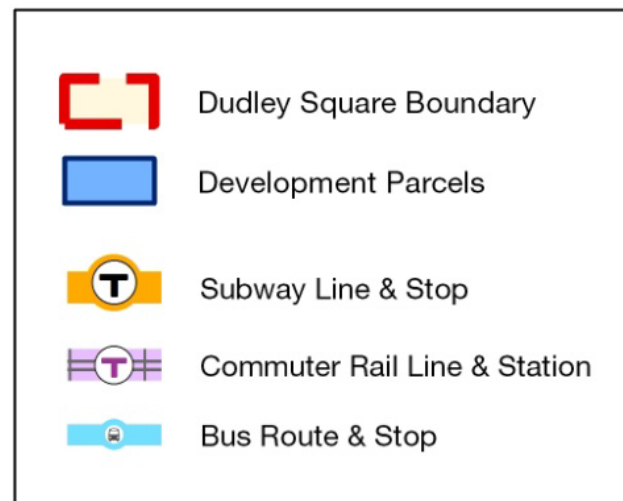 Dudley Square Boundary
Development Parcels
T Subway Line & Stop
T Commuter Rail Line & Station
Bus Route & Stop